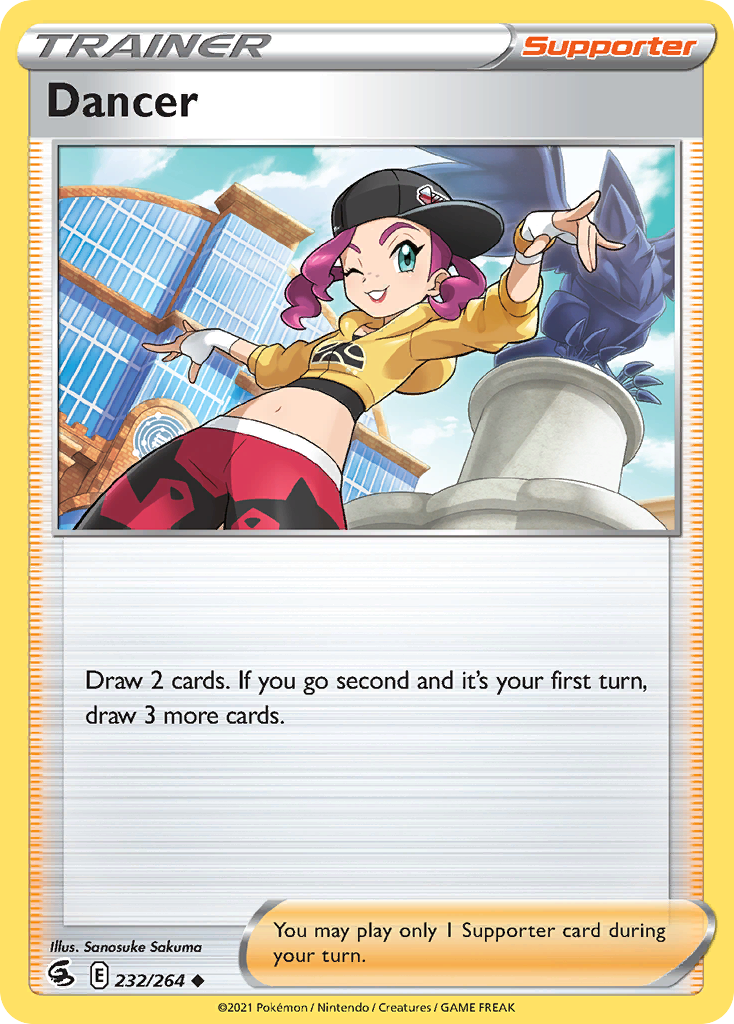 TRAINER
Supporter
Dancer
Draw 2 cards. If you go second and it's your first turn,
draw 3 more cards.
Illus. Sanosuke Sakuma
You may play only 1 Supporter card during
your turn.
E 232/264 ◆
©2021 Pokémon / Nintendo / Creatures / GAME FREAK